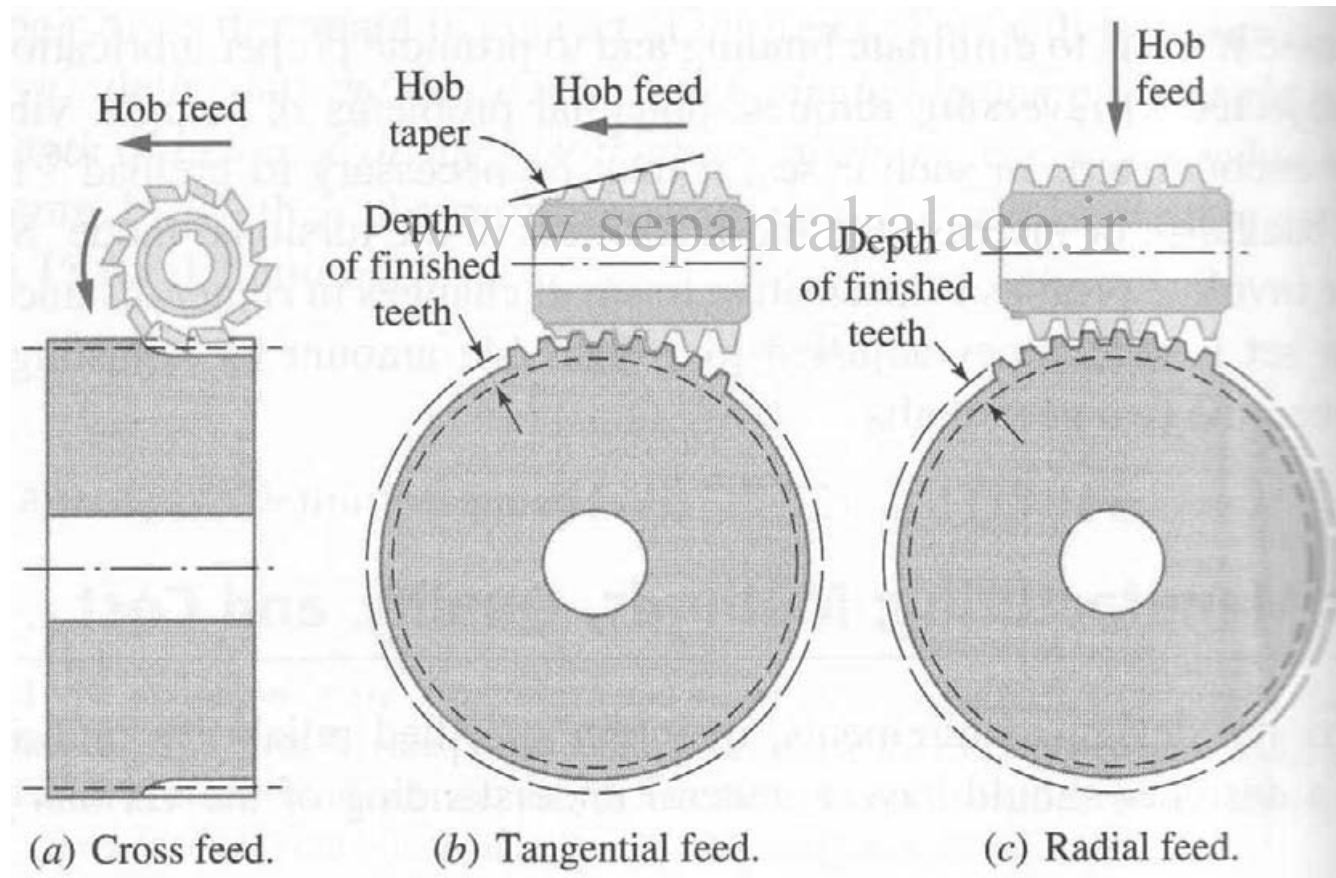 Hob feed
Hob
taper
Hob feed
Hob
feed
Depth
of finished
teeth
Depth
of finished
teeth
www.sepantakalaco.ir
(a) Cross feed.
(b) Tangential feed.
(c) Radial feed.